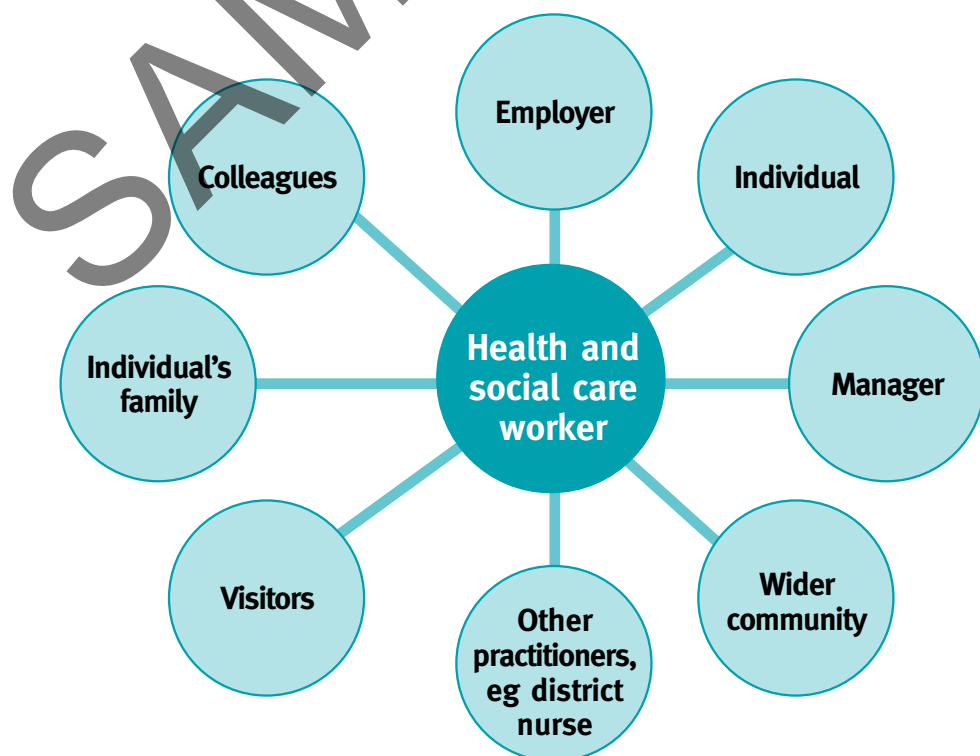 SAM
Employer
Colleagues
Individual
Health and
social care
worker
Individual's
family
Manager
Visitors
Wider
community
Other
practitioners,
eg district
nurse